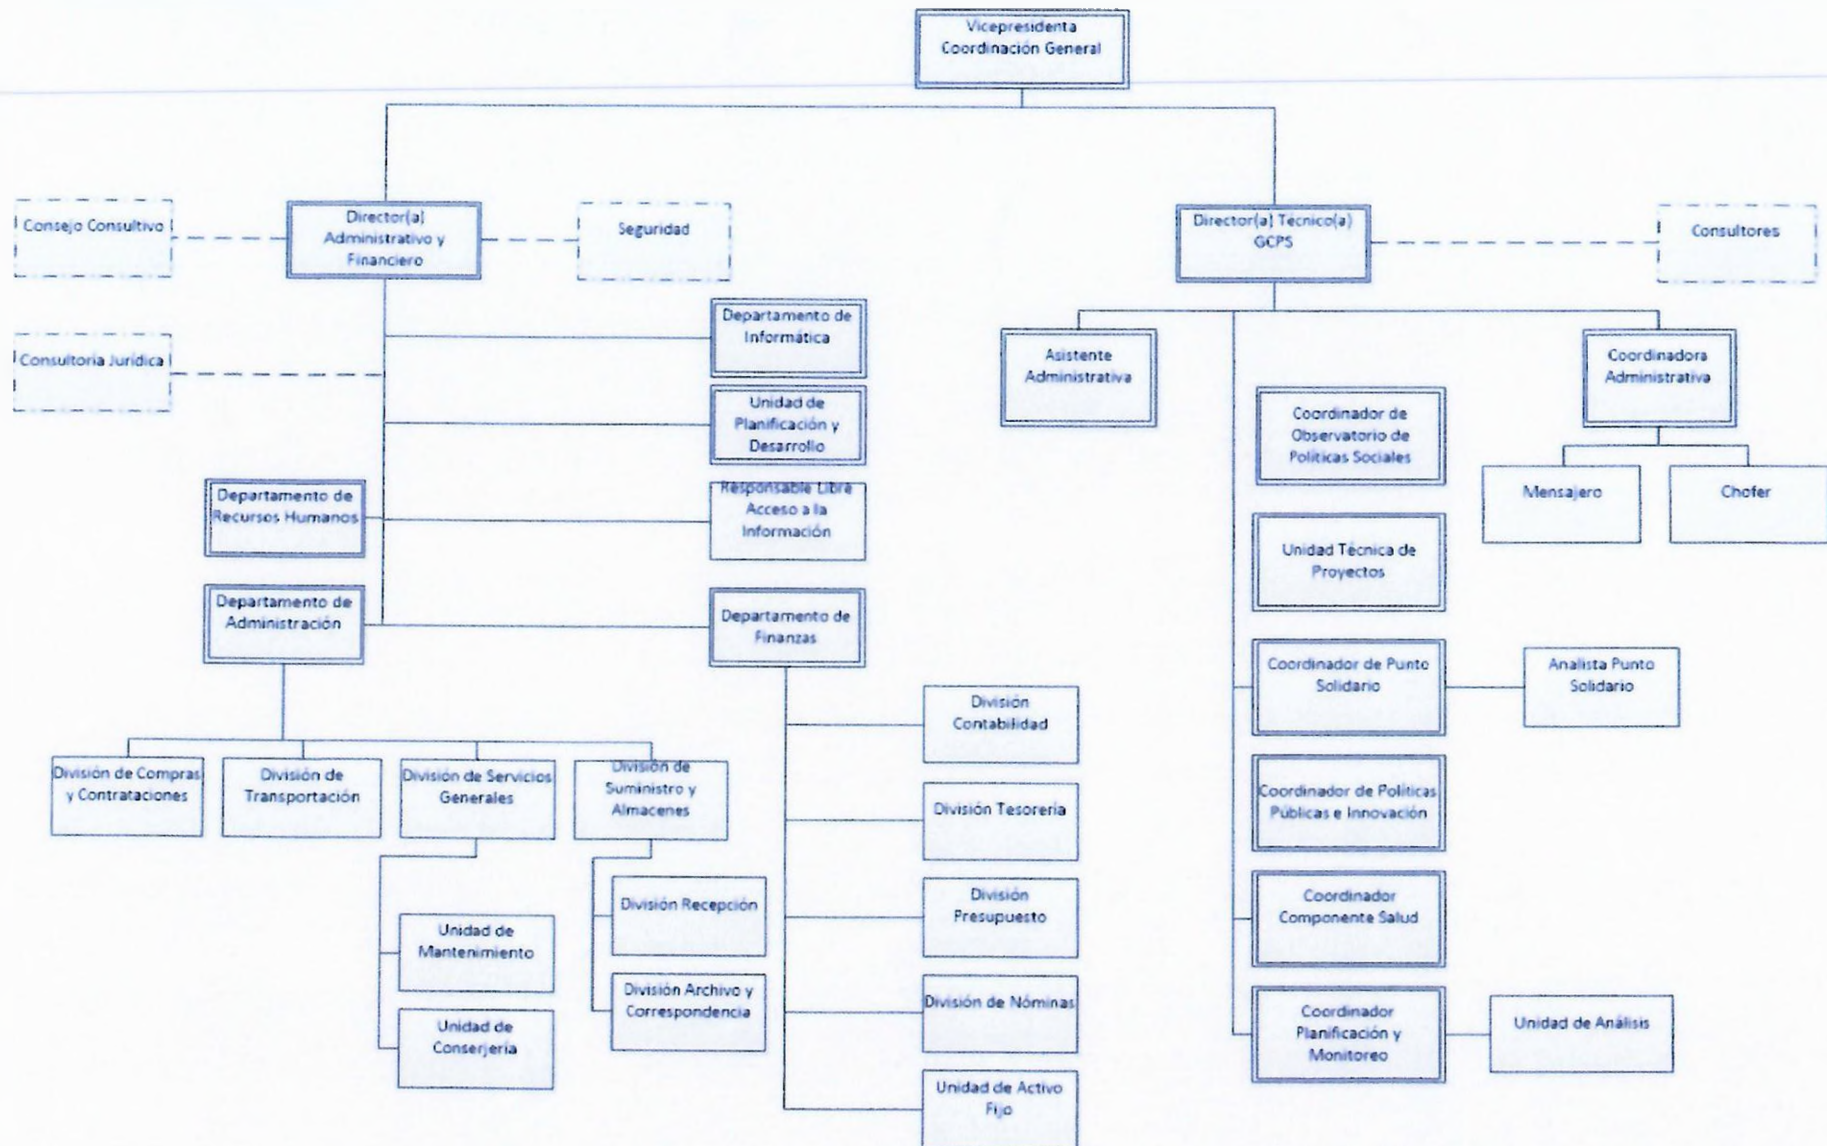 Vicepresidenta
Coordinación General
Consejo Consultivo
Director(a)
Administrativo y
Financiero
Seguridad
Director(a) Técnico(a)
GCPS
Consultores
Consultoria Jurídica
Departamento de
Informática
Unidad de
Planificación y
Desarrollo
Departamento de
Recursos Humanos
Responsable Libre
Acceso a la
Información
Departamento de
Administración
Departamento de
Finanzas
División de Compras
y Contrataciones
División de
Transportación
División de Servicios
Generales
División de
Suministro y
Almacenes
Unidad de
Mantenimiento
Unidad de
Conserjería
División Recepción
División Archivo y
Correspondencia
División
Contabilidad
División Tesorería
División
Presupuesto
División de Nóminas
Unidad de Activo
Fijo
Asistente
Administrativa
Coordinadora
Administrativa
Mensajero
Chofer
Coordinador de
Observatorio de
Políticas Sociales
Unidad Técnica de
Proyectos
Coordinador de Punto
Solidario
Analista Punto
Solidario
Coordinador de Políticas
Públicas e Innovación
Coordinador
Componente Salud
Coordinador
Planificación y
Monitoreo
Unidad de Análisis